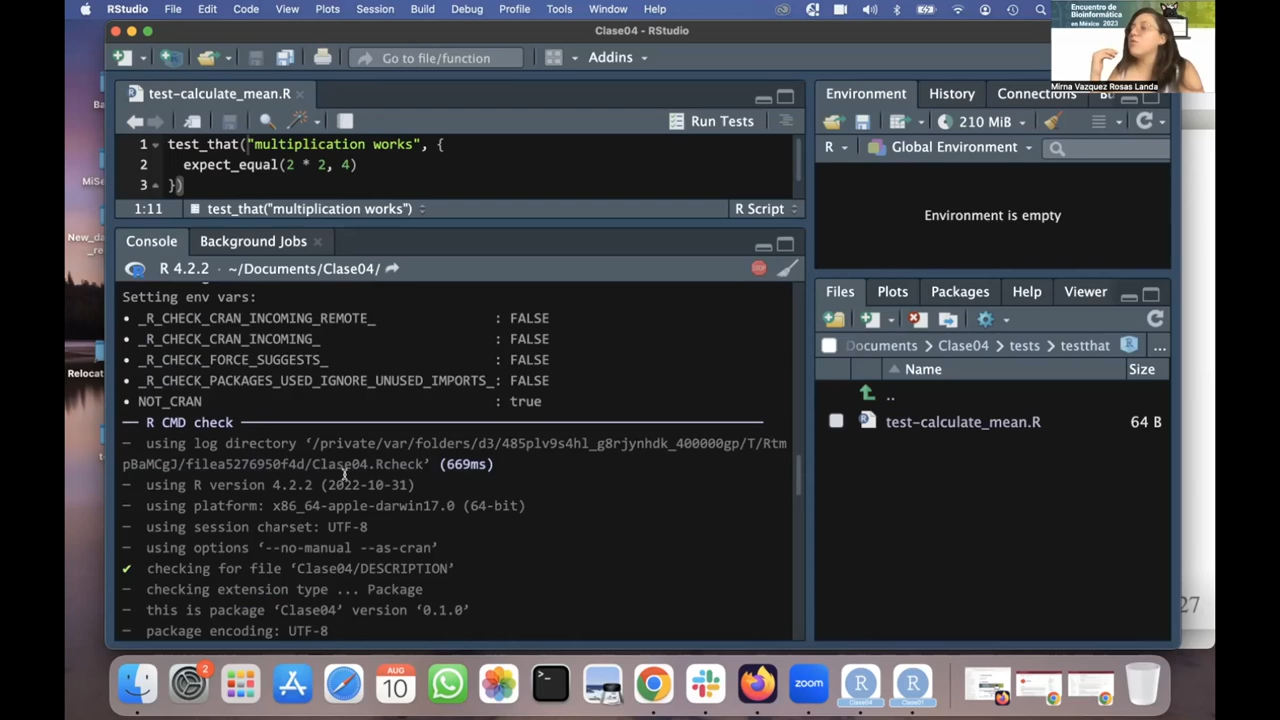 RStudio File Edit Code View Plots Session Build Debug Profile Tools Window Help
Encuentro de
Bioinformática
en México 2023
Mirna Vazquez Rosas Landa
Clase04 - RStudio
Go to file/function
Addins
test-calculate_mean.R
Run Tests
1 test_that("multiplication works", {
2 expect_equal(2 * 2, 4)
3 })
1:11 test_that("multiplication works") R Script
Console Background Jobs
R 4.2.2 · ~/Documents/Clase04/
Setting env vars:
• _R_CHECK_CRAN_INCOMING_REMOTE_ : FALSE
• _R_CHECK_CRAN_INCOMING_ : FALSE
• _R_CHECK_FORCE_SUGGESTS_ : FALSE
• _R_CHECK_PACKAGES_USED_IGNORE_UNUSED_IMPORTS_: FALSE
• NOT_CRAN : true
── R CMD check ──
─ using log directory ‘/private/var/folders/d3/485plv9s4hl_g8rjynhdk_400000gp/T/Rtm
pBaMCgJ/filea5276950f4d/Clase04.Rcheck’ (669ms)
─ using R version 4.2.2 (2022-10-31)
─ using platform: x86_64-apple-darwin17.0 (64-bit)
─ using session charset: UTF-8
─ using options ‘--no-manual --as-cran’
✔ checking for file ‘Clase04/DESCRIPTION’
─ checking extension type ... Package
─ this is package ‘Clase04’ version ‘0.1.0’
─ package encoding: UTF-8
Environment History Connections
210 MiB
R Global Environment
Environment is empty
Files Plots Packages Help Viewer
Documents > Clase04 > tests > testthat ...
Name Size
..
test-calculate_mean.R 64 B
27
Relocat
2
AUG
10
zoom
R
Clase04
R
Clase01